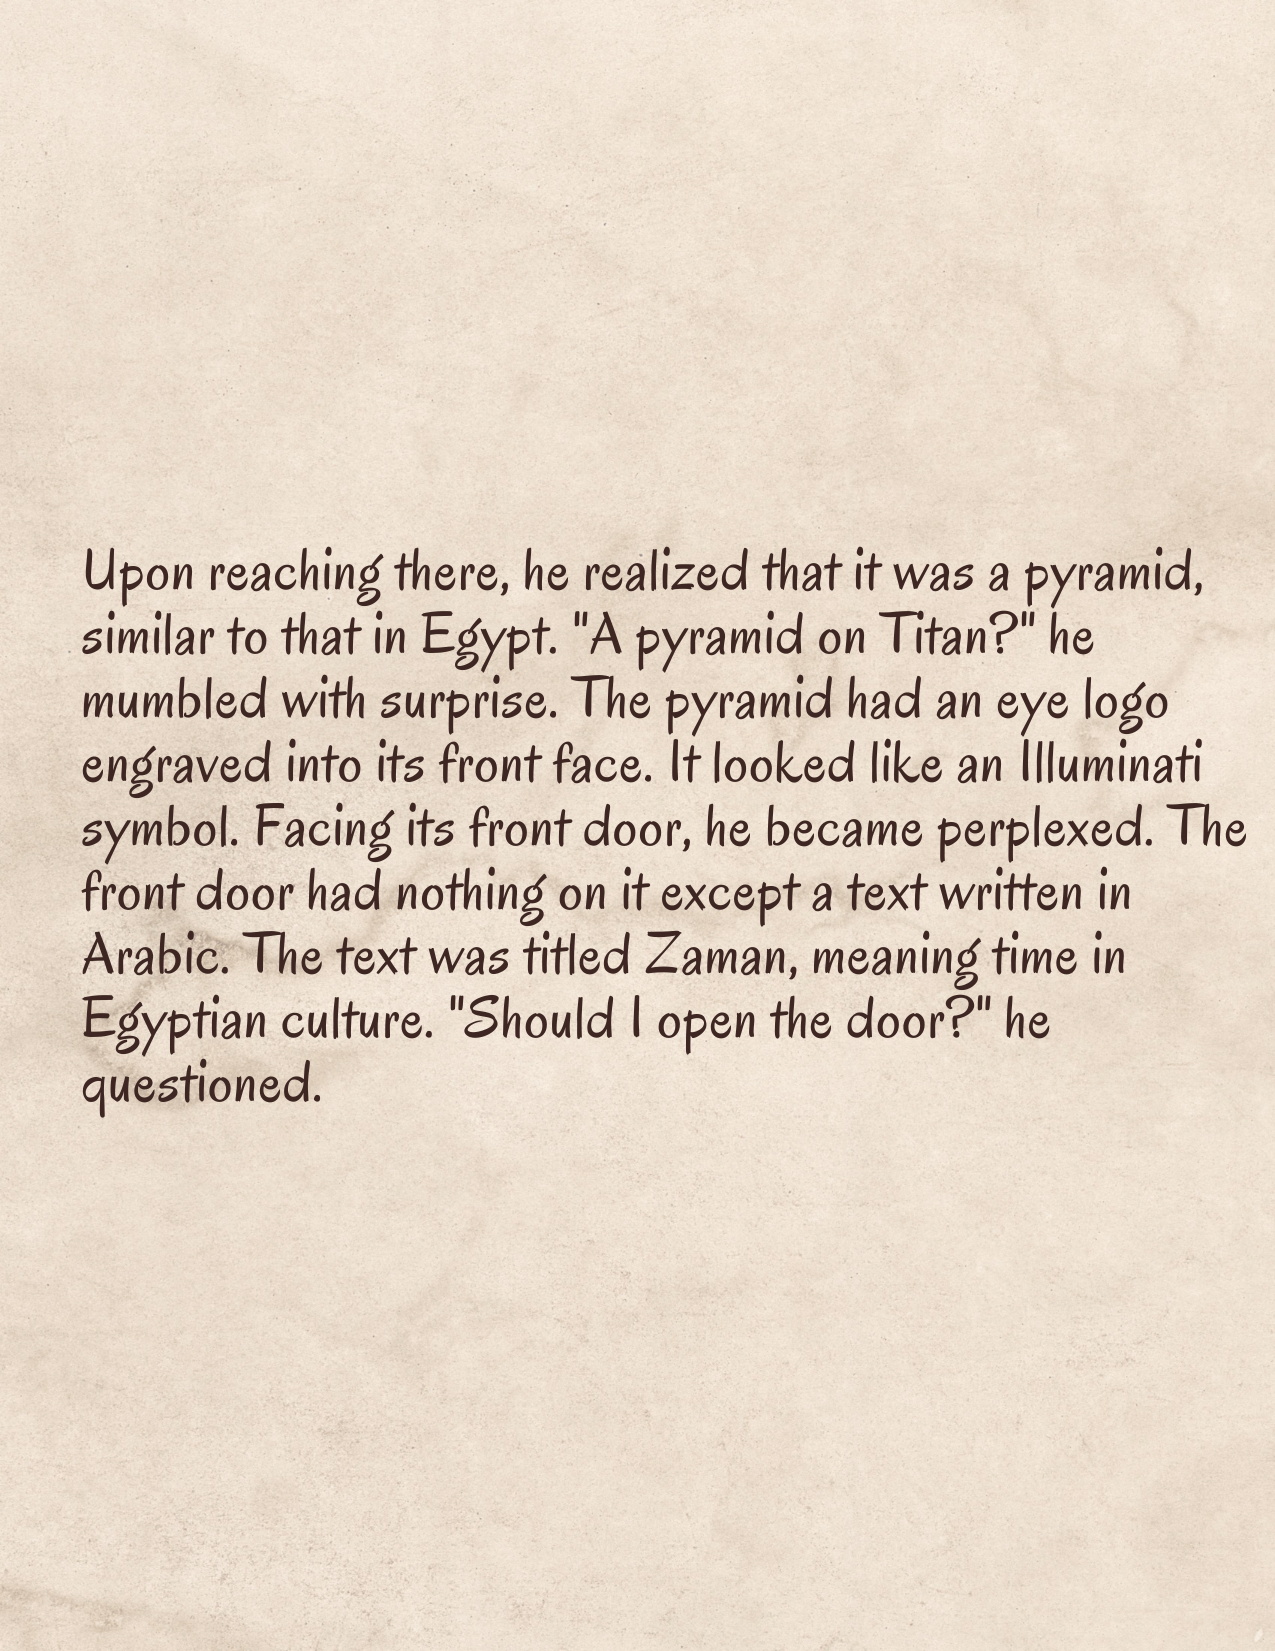 Upon reaching there, he realized that it was a pyramid,
similar to that in Egypt. "A pyramid on Titan?" he
mumbled with surprise. The pyramid had an eye logo
engraved into its front face. It looked like an Illuminati
symbol. Facing its front door, he became perplexed. The
front door had nothing on it except a text written in
Arabic. The text was titled Zaman, meaning time in
Egyptian culture. "Should I open the door?" he
questioned.